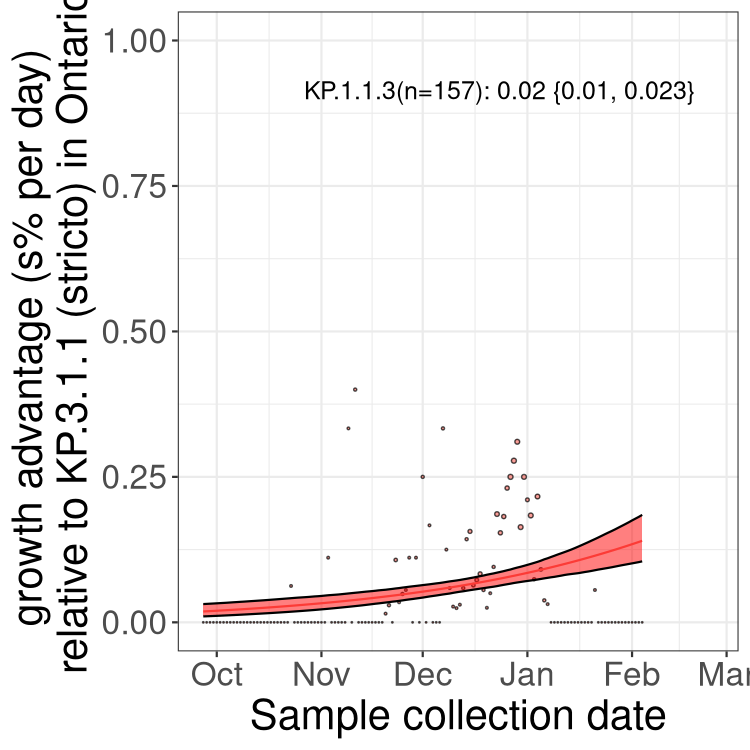 growth advantage (s% per day)
relative to KP.3.1.1 (stricto) in Ontario
1.00
0.75
0.50
0.25
0.00
KP.1.1.3(n=157): 0.02 {0.01, 0.023}
Oct Nov Dec Jan Feb Mar
Sample collection date